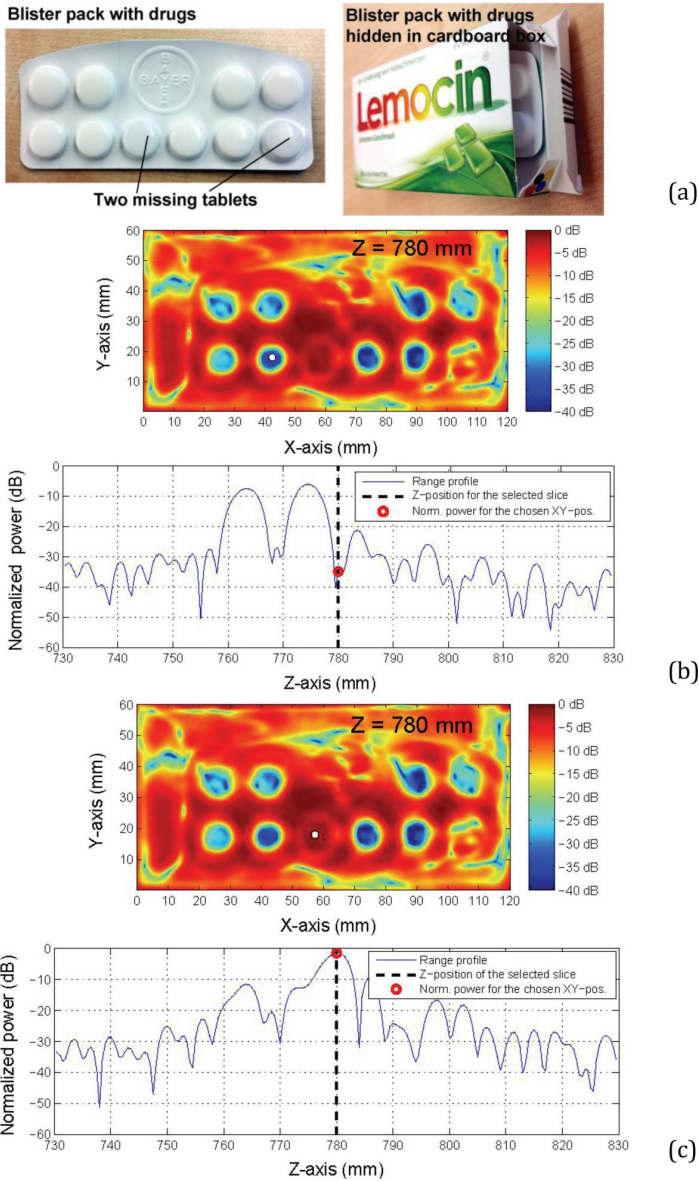 Blister pack with drugs
BAYER
BAYER
Two missing tablets
Blister pack with drugs
hidden in cardboard box
Lemocin®
(a)
Z = 780 mm
Y-axis (mm)
60
50
40
30
20
10
0 10 20 30 40 50 60 70 80 90 100 110 120
X-axis (mm)
0 dB
-5 dB
-10 dB
-15 dB
-20 dB
-25 dB
-30 dB
-35 dB
-40 dB
Normalized power (dB)
0
-10
-20
-30
-40
-50
-60
Range profile
Z-position for the selected slice
Norm. power for the chosen XY-pos.
730 740 750 760 770 780 790 800 810 820 830
Z-axis (mm)
(b)
Z = 780 mm
Y-axis (mm)
60
50
40
30
20
10
0 10 20 30 40 50 60 70 80 90 100 110 120
X-axis (mm)
0 dB
-5 dB
-10 dB
-15 dB
-20 dB
-25 dB
-30 dB
-35 dB
-40 dB
Normalized power (dB)
0
-10
-20
-30
-40
-50
-60
Range profile
Z-position of the selected slice
Norm. power for the chosen XY-pos.
730 740 750 760 770 780 790 800 810 820 830
Z-axis (mm)
(c)